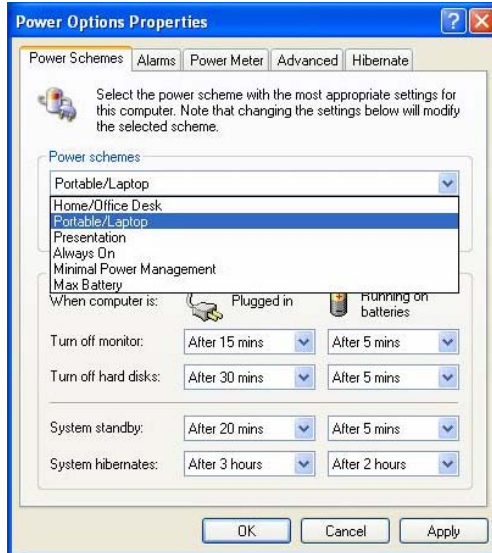 Power Options Properties
Power Schemes Alarms Power Meter Advanced Hibernate
Select the power scheme with the most appropriate settings for
this computer. Note that changing the settings below will modify
the selected scheme.
Power schemes
Portable/Laptop
Home/Office Desk
Portable/Laptop
Presentation
Always On
Minimal Power Management
Max Battery
When computer is: Plugged in Running on
batteries
Turn off monitor: After 15 mins After 5 mins
Turn off hard disks: After 30 mins After 5 mins
System standby: After 20 mins After 5 mins
System hibernates: After 3 hours After 2 hours
OK Cancel Apply